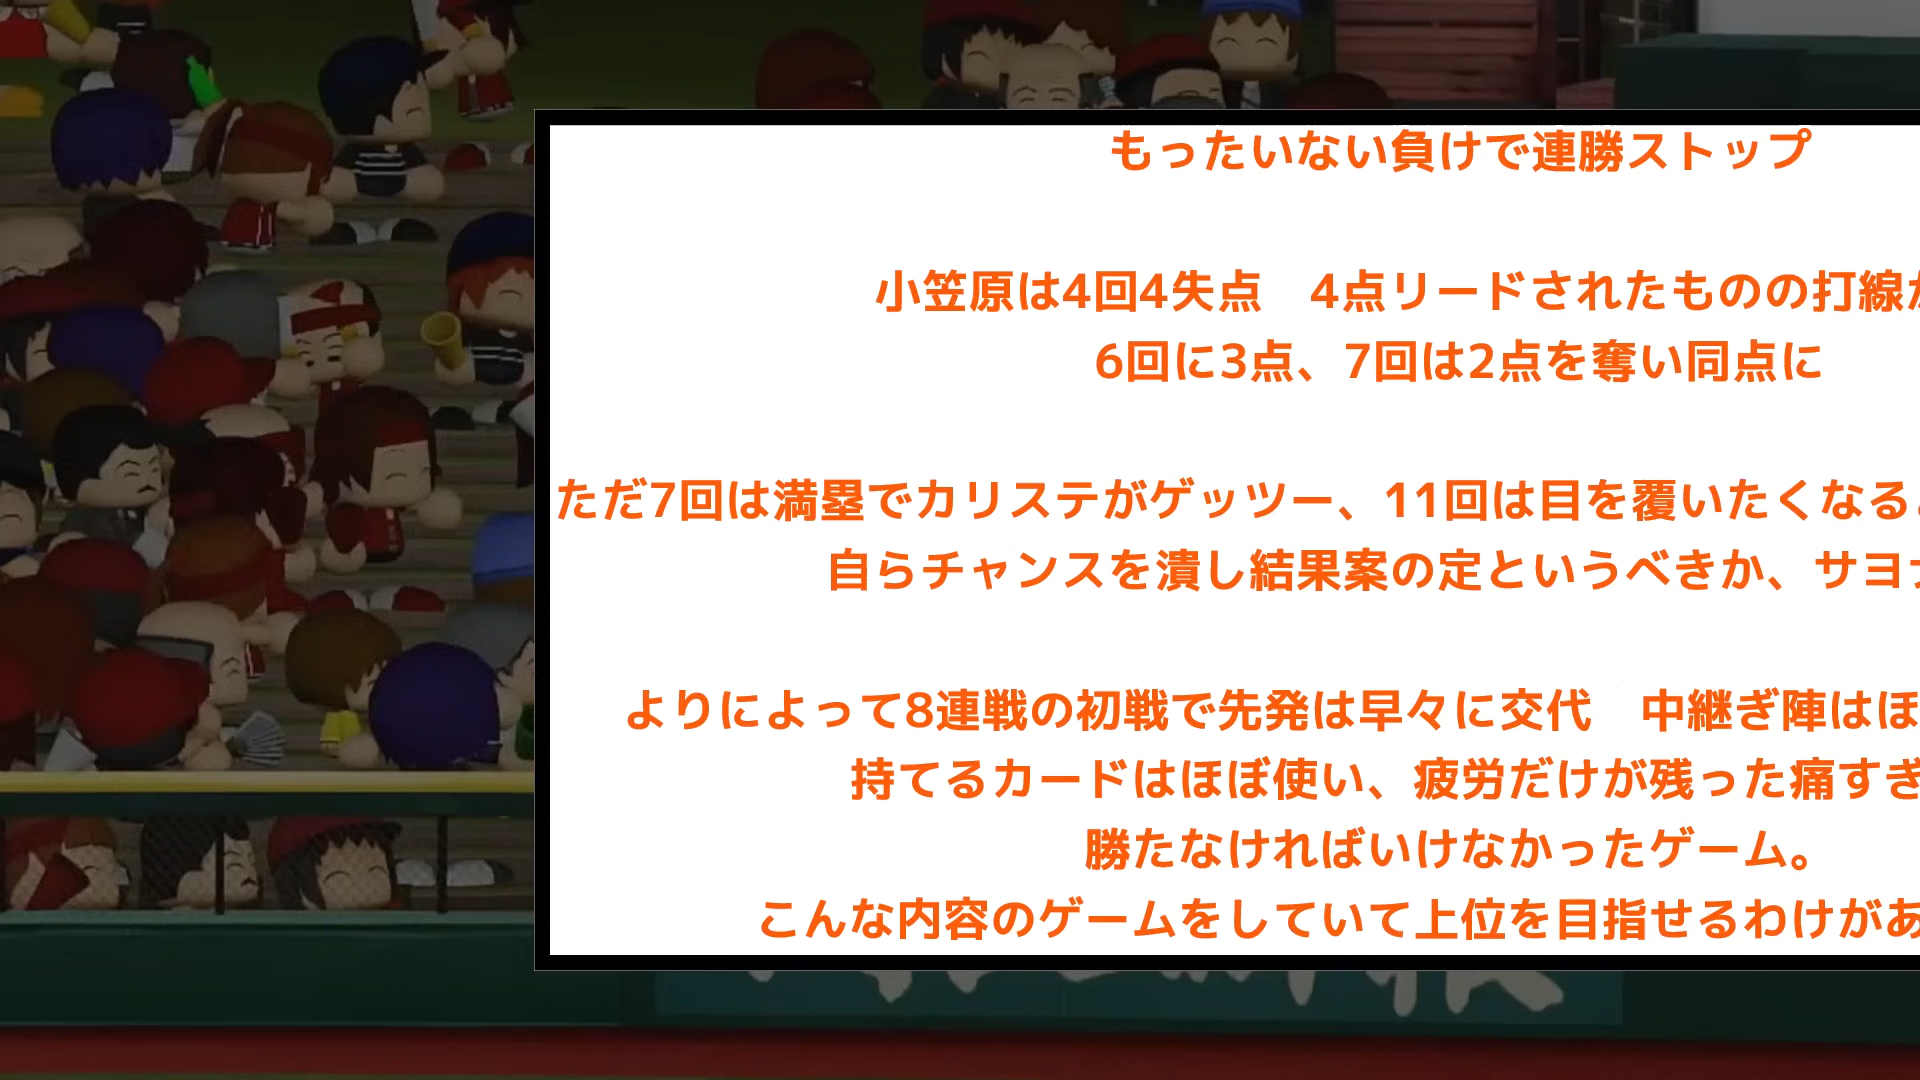 もったいない負けで連勝ストップ
小笠原は4回4失点　4点リードされたものの打線
6回に3点、7回は2点を奪い同点に
ただ7回は満塁でカリステがゲッツー、11回は目を覆いたくなる
自らチャンスを潰し結果案の定というべきか、サヨ
よりによって8連戦の初戦で先発は早々に交代　中継ぎ陣はほ
持てるカードはほぼ使い、疲労だけが残った痛すぎ
勝たなければいけなかったゲーム。
こんな内容のゲームをしていて上位を目指せるわけがあ